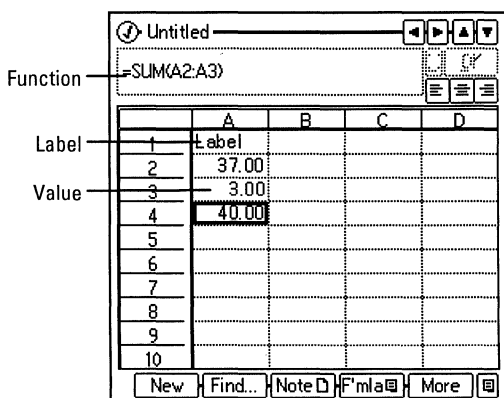 Untitled
Function
=SUM(A2:A3)
A B C D
Label 1 Label
2 37.00
Value 3 3.00
4 40.00
5
6
7
8
9
10
New Find... Note F'mla More